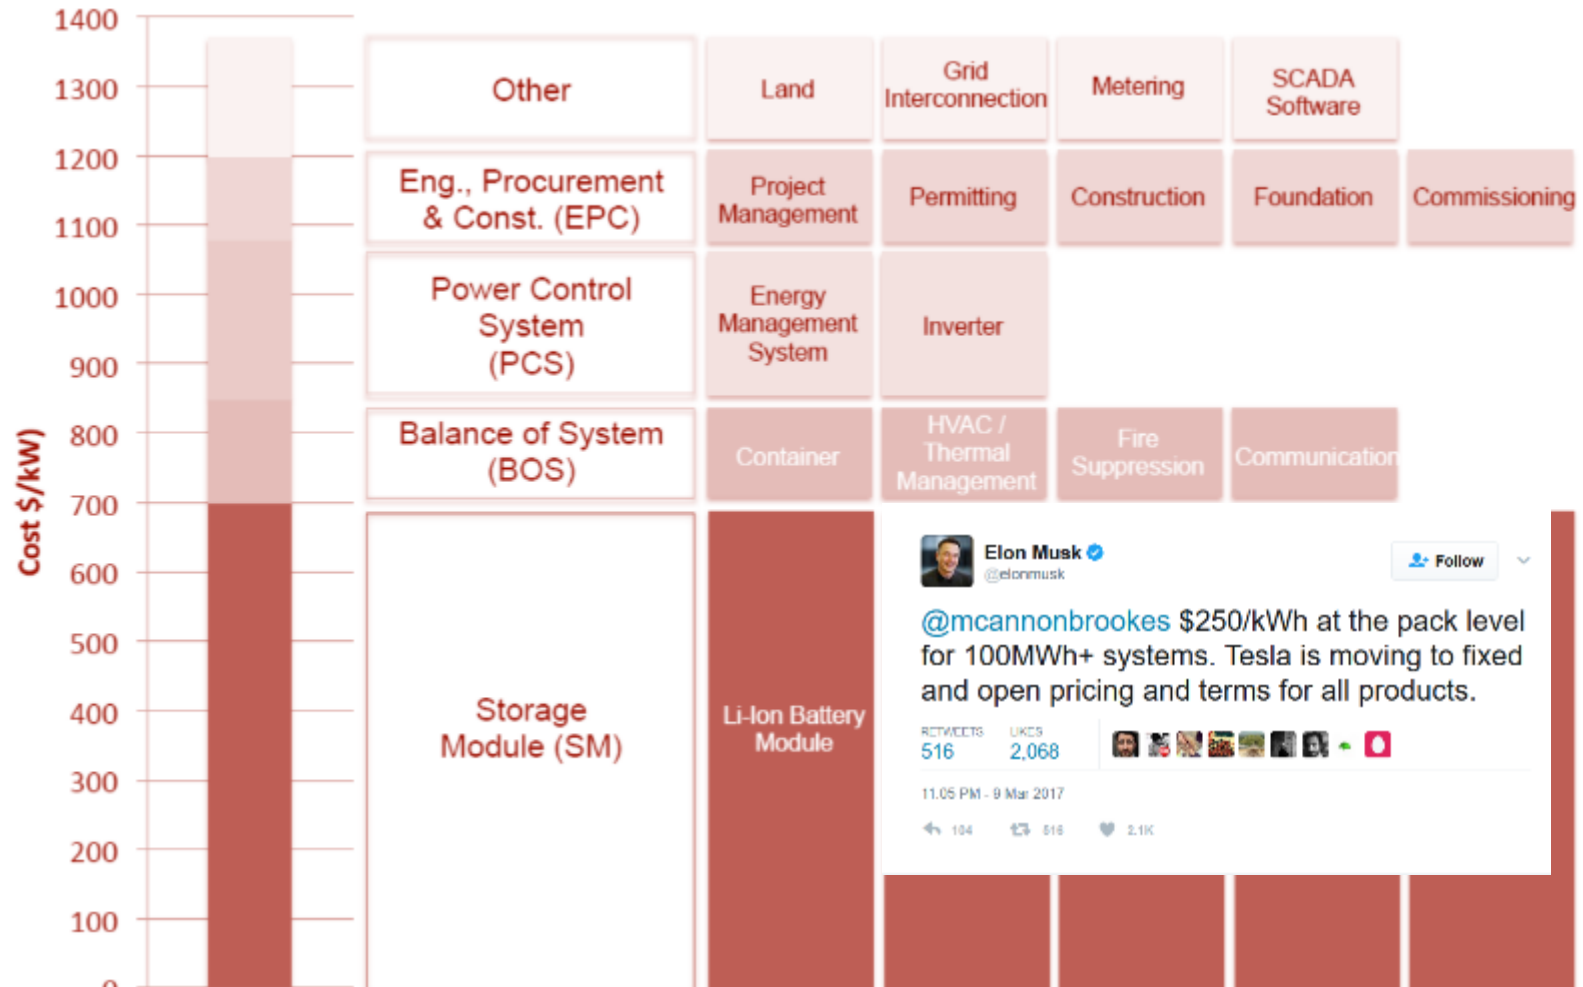 1400
1300
1200
1100
1000
900
800
700
600
500
400
300
200
100
0
Cost $/kW
Other
Land
Grid
Interconnection
Metering
SCADA
Software
Eng., Procurement
& Const. (EPC)
Project
Management
Permitting
Construction
Foundation
Commissioning
Power Control
System
(PCS)
Energy
Management
System
Inverter
Balance of System
(BOS)
Container
HVAC /
Thermal
Management
Fire
Suppression
Communication
Storage
Module (SM)
Li-Ion Battery
Module
Elon Musk
@elonmusk
Follow
@mcannonbrookes $250/kWh at the pack level
for 100MWh+ systems. Tesla is moving to fixed
and open pricing and terms for all products.
RETWEETS LIKES
516 2,068
11:05 PM - 9 Mar 2017
104 516 2.1K